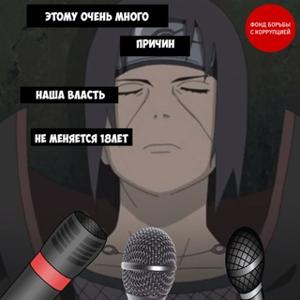 ЭТОМУ ОЧЕНЬ МНОГО
ПРИЧИН
ФОНД БОРЬБЫ
С КОРРУПЦИЕЙ
НАША ВЛАСТЬ
НЕ МЕНЯЕТСЯ 18ЛЕТ